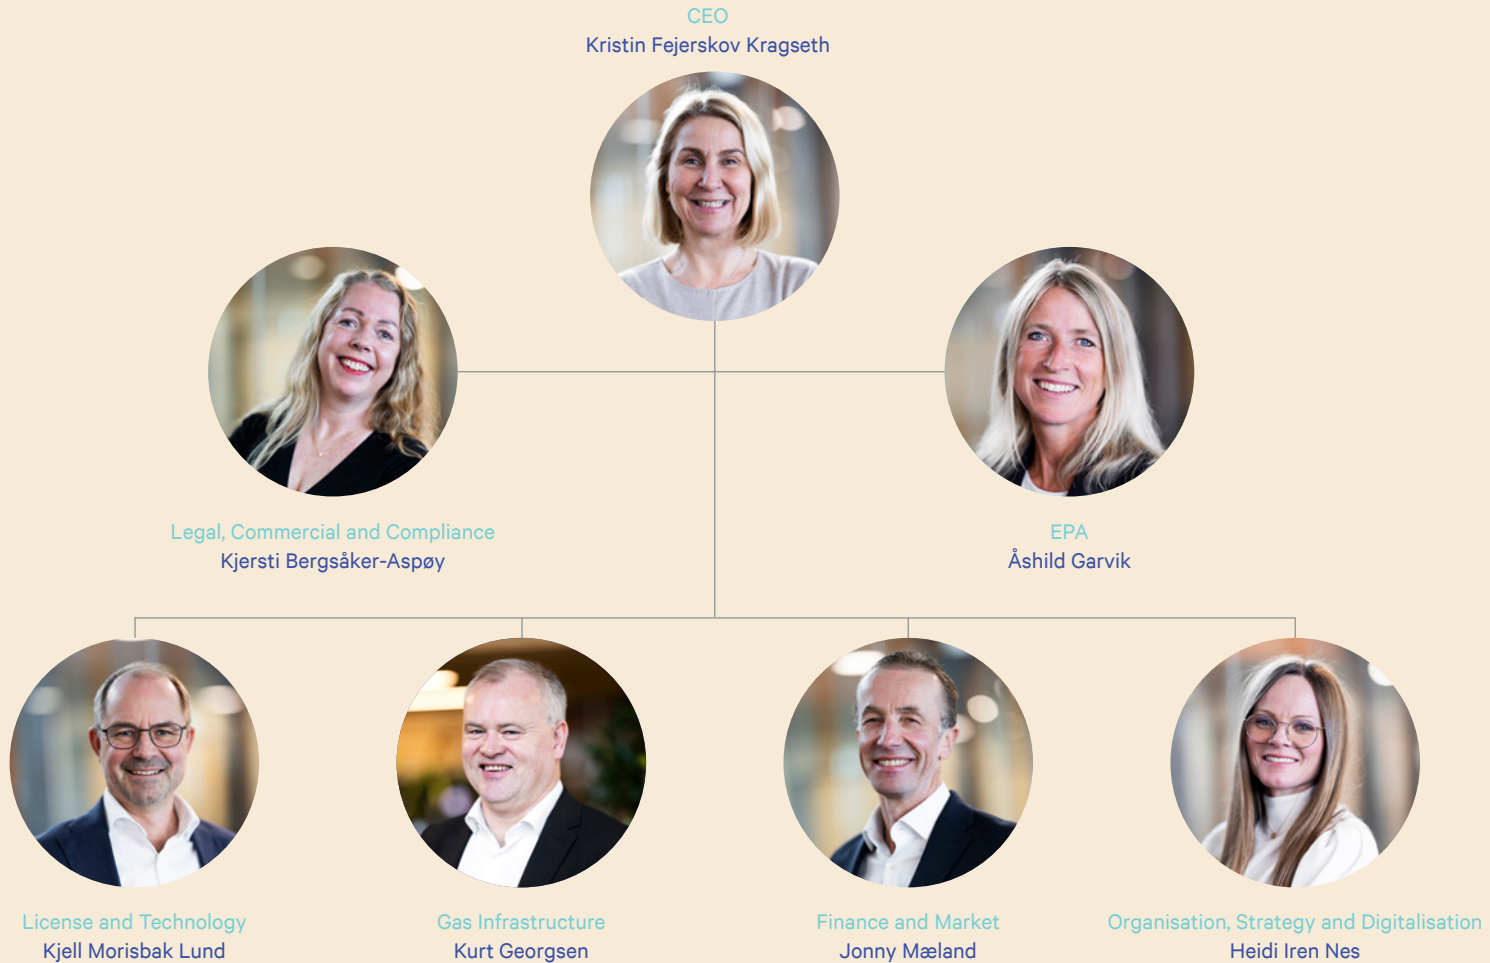 CEO
Kristin Fejerskov Kragseth
Legal, Commercial and Compliance
Kjersti Bergsåker-Aspøy
EPA
Åshild Garvik
License and Technology
Kjell Morisbak Lund
Gas Infrastructure
Kurt Georgsen
Finance and Market
Jonny Mæland
Organisation, Strategy and Digitalisation
Heidi Iren Nes